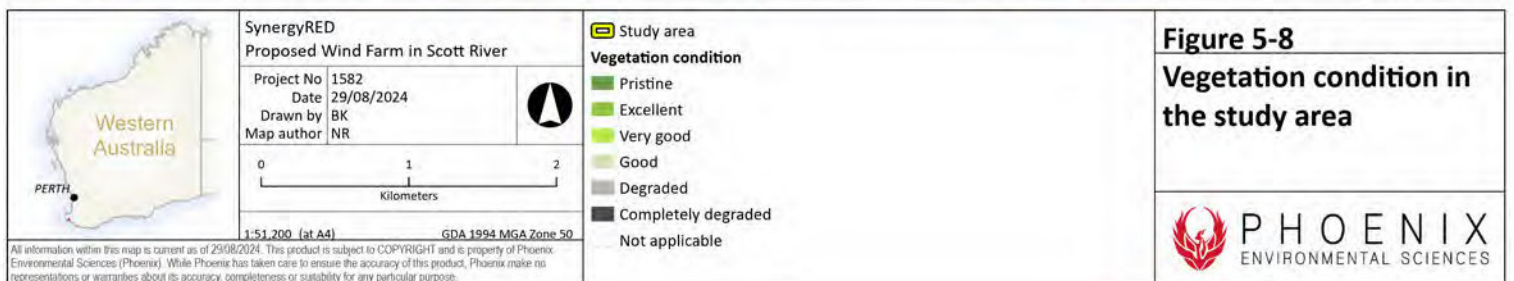 Western
Australia
PERTH
SynergyRED
Proposed Wind Farm in Scott River
Project No 1582
Date 29/08/2024
Drawn by BK
Map author NR
0 1 2
Kilometers
1:51,200 (at A4) GDA 1994 MGA Zone 50
All information within this map is current as of 29/08/2024. This product is subject to COPYRIGHT and is property of Phoenix
Environmental Sciences (Phoenix). While Phoenix has taken care to ensure the accuracy of this product, Phoenix make no
representations or warranties about its accuracy, completeness or suitability for any particular purpose.
Study area
Vegetation condition
Pristine
Excellent
Very good
Good
Degraded
Completely degraded
Not applicable
Figure 5-8
Vegetation condition in
the study area
PHOENIX
ENVIRONMENTAL SCIENCES